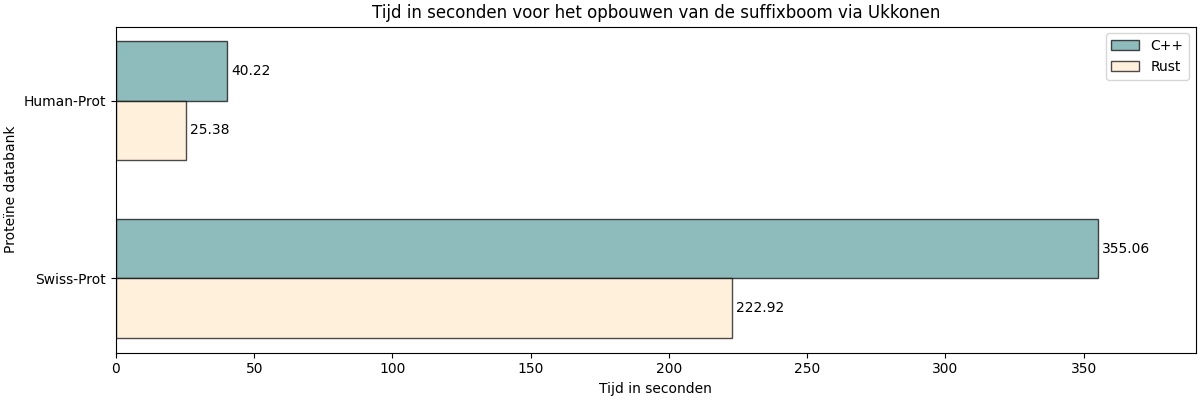 Tijd in seconden voor het opbouwen van de suffixboom via Ukkonen
C++
Rust
Human-Prot
40.22
25.38
Proteïne databank
Swiss-Prot
355.06
222.92
0 50 100 150 200 250 300 350
Tijd in seconden